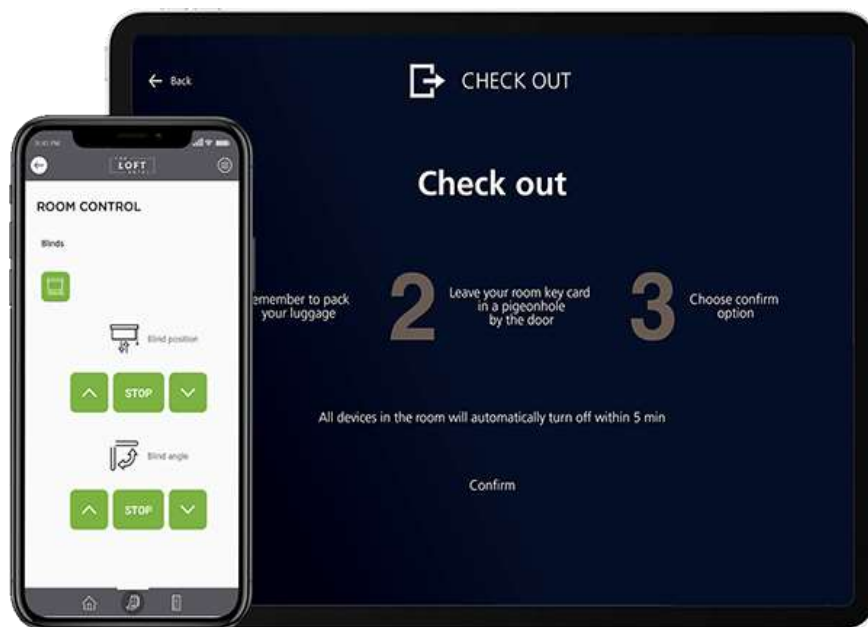 Back
CHECK OUT
Check out
emember to pack
your luggage
2
Leave your room key card
in a pigeonhole
by the door
3
Choose confirm
option
All devices in the room will automatically turn off within 5 min
Confirm
LOFT
ROOM CONTROL
Blinds
Blind position
STOP
Blind angle
STOP